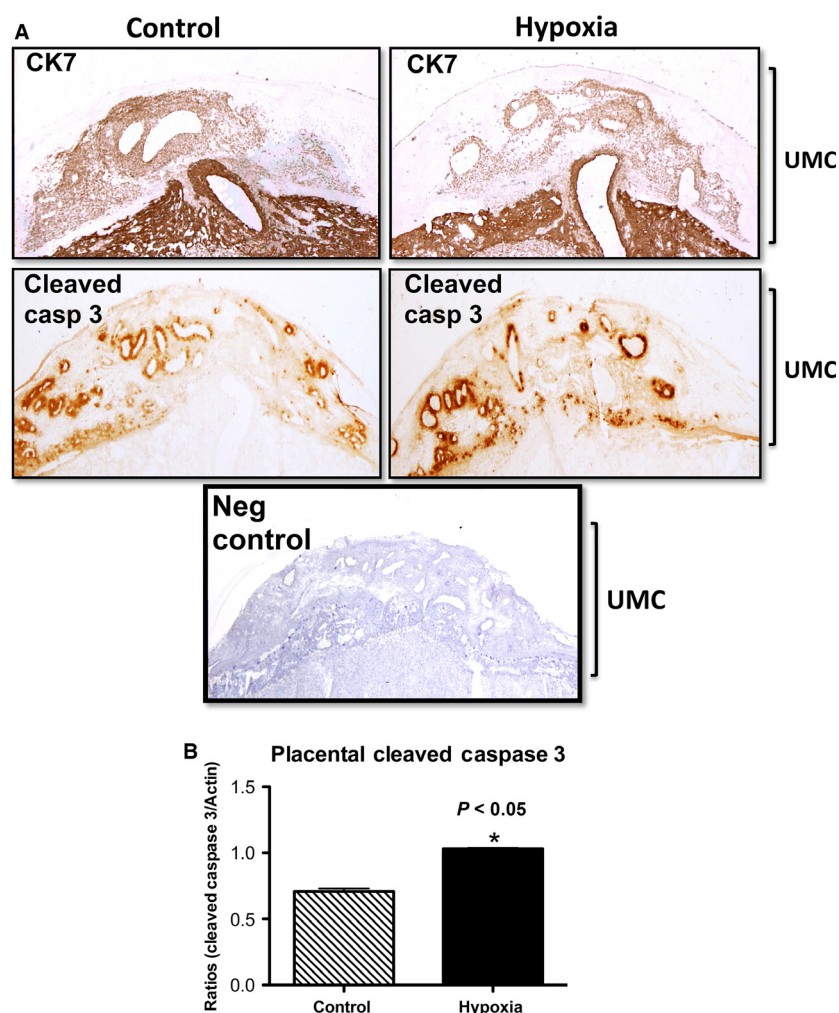 A
Control
Hypoxia
CK7
CK7
UMC
Cleaved
casp 3
Cleaved
casp 3
UMC
Neg
control
UMC
B
Placental cleaved caspase 3
Ratios (cleaved caspase 3/Actin)
1.5
1.0
0.5
0.0
P < 0.05
*
Control
Hypoxia